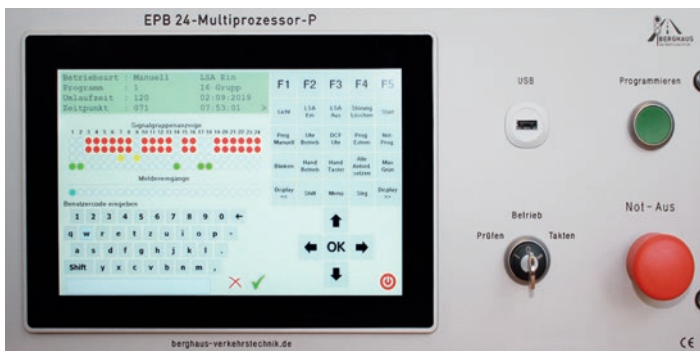 EPB 24-Multiprozessor-P
BERGHAUS
Betriebsart : Manuell LSA Ein
Programm : 1 16 Grupp
Umlaufzeit : 120 02:09:2019
Zeitpunkt : 071 07:53:01 >
F1 F2 F3 F4 F5
Licht LSA Ein LSA Aus Störung Löschen Start
Prog Manuell Uhr Betrieb DCF Uhr Prog Extern Not-Prog
Blinken Hand Betrieb Hand Taster Alle Anford. setzen Max Grün
Display << Shift Menü Sieg Display >>
Signalgruppenanzeige
1 2 3 4 5 6 7 8 9 10 11 12 13 14 15 16 17 18 19 20 21 22 23 24
Meldereingänge
Benutzercode eingeben
1 2 3 4 5 6 7 8 9 0 ←
q w e r t z u i o p -
a s d f g h j k l .
Shift y x c v b n m ,
OK
berghaus-verkehrstechnik.de
USB
Programmieren
Betrieb
Prüfen Takten
Not-Aus
CE